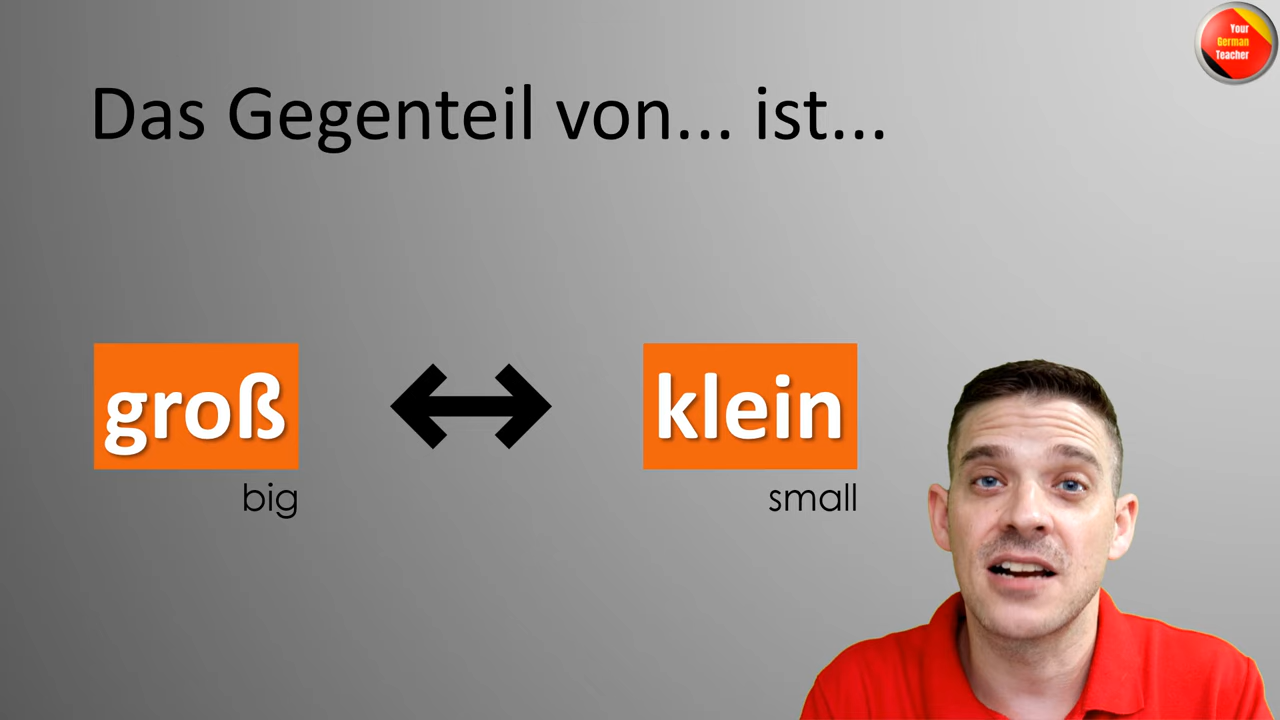 Your
German
Teacher
Das Gegenteil von... ist...
groß
klein
big
small